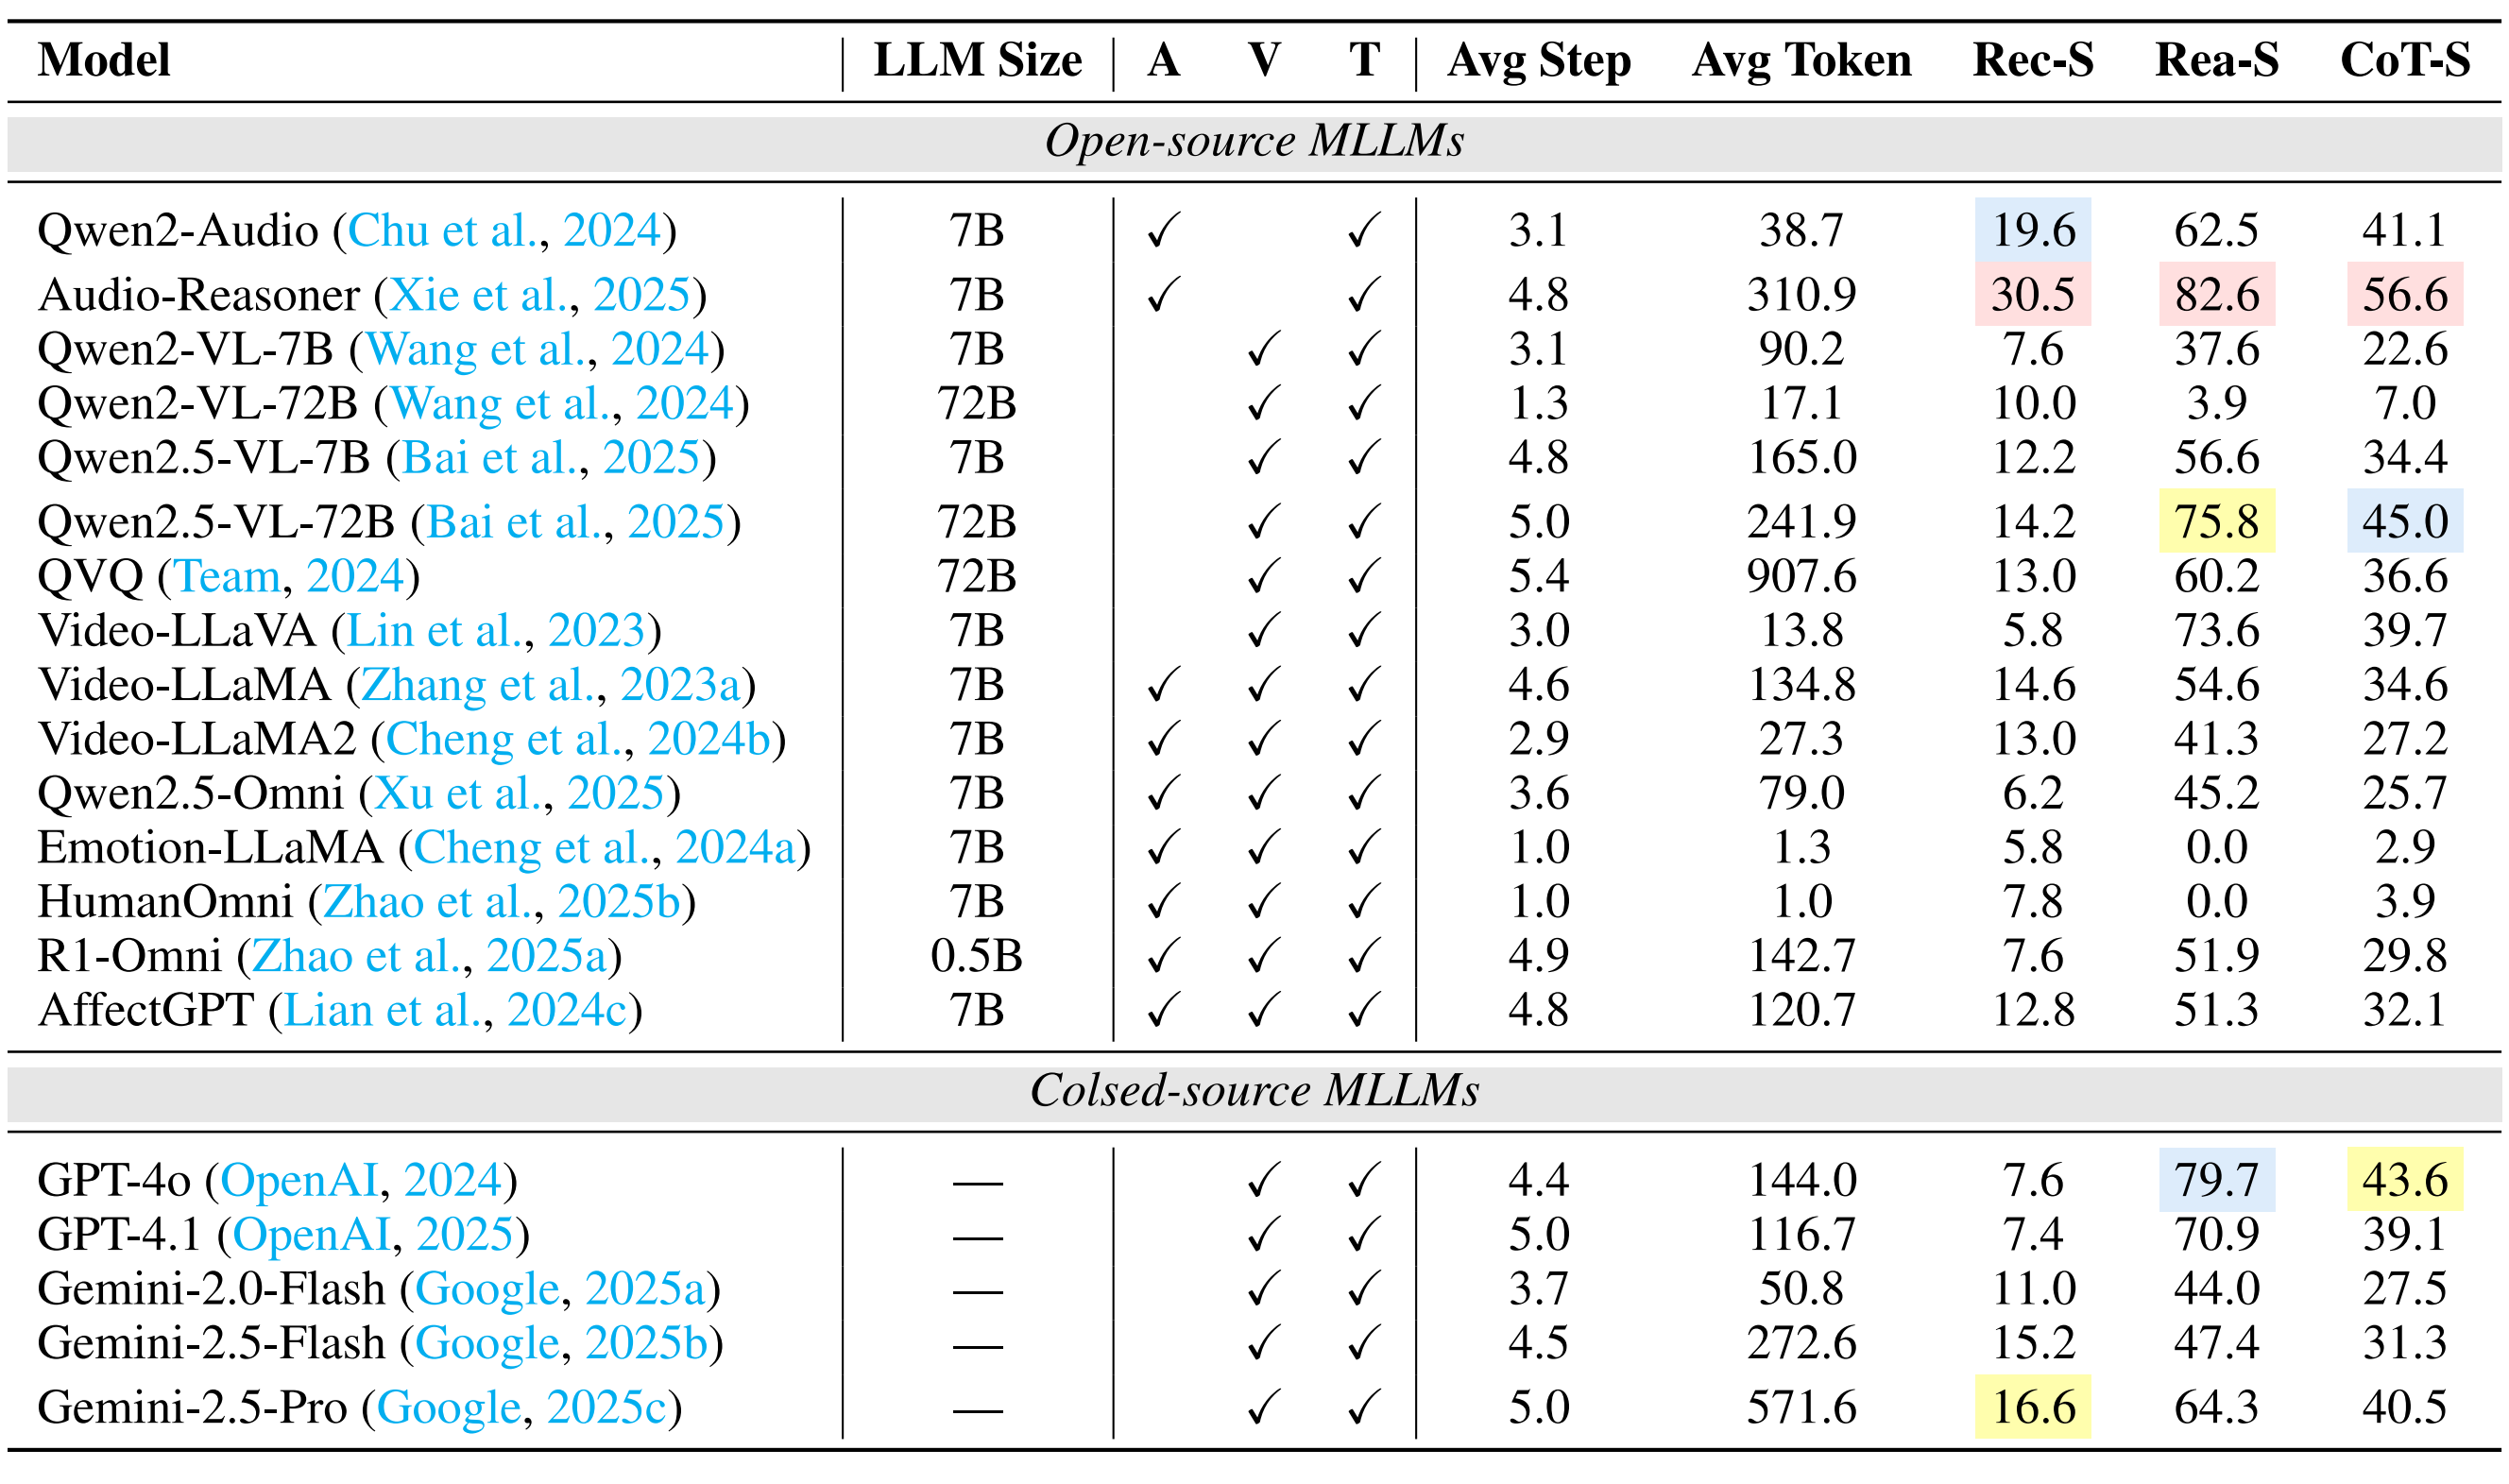 Model LLM Size A V T Avg Step Avg Token Rec-S Rea-S CoT-S
Open-source MLLMs
Qwen2-Audio (Chu et al., 2024) 7B ✓ ✓ 3.1 38.7 19.6 62.5 41.1
Audio-Reasoner (Xie et al., 2025) 7B ✓ ✓ 4.8 310.9 30.5 82.6 56.6
Qwen2-VL-7B (Wang et al., 2024) 7B ✓ ✓ 3.1 90.2 7.6 37.6 22.6
Qwen2-VL-72B (Wang et al., 2024) 72B ✓ ✓ 1.3 17.1 10.0 3.9 7.0
Qwen2.5-VL-7B (Bai et al., 2025) 7B ✓ ✓ 4.8 165.0 12.2 56.6 34.4
Qwen2.5-VL-72B (Bai et al., 2025) 72B ✓ ✓ 5.0 241.9 14.2 75.8 45.0
QVQ (Team, 2024) 72B ✓ ✓ 5.4 907.6 13.0 60.2 36.6
Video-LLaVA (Lin et al., 2023) 7B ✓ ✓ 3.0 13.8 5.8 73.6 39.7
Video-LLaMA (Zhang et al., 2023a) 7B ✓ ✓ ✓ 4.6 134.8 14.6 54.6 34.6
Video-LLaMA2 (Cheng et al., 2024b) 7B ✓ ✓ ✓ 2.9 27.3 13.0 41.3 27.2
Qwen2.5-Omni (Xu et al., 2025) 7B ✓ ✓ ✓ 3.6 79.0 6.2 45.2 25.7
Emotion-LLaMA (Cheng et al., 2024a) 7B ✓ ✓ ✓ 1.0 1.3 5.8 0.0 2.9
HumanOmni (Zhao et al., 2025b) 7B ✓ ✓ ✓ 1.0 1.0 7.8 0.0 3.9
R1-Omni (Zhao et al., 2025a) 0.5B ✓ ✓ ✓ 4.9 142.7 7.6 51.9 29.8
AffectGPT (Lian et al., 2024c) 7B ✓ ✓ ✓ 4.8 120.7 12.8 51.3 32.1
Colsed-source MLLMs
GPT-4o (OpenAI, 2024) — ✓ ✓ 4.4 144.0 7.6 79.7 43.6
GPT-4.1 (OpenAI, 2025) — ✓ ✓ 5.0 116.7 7.4 70.9 39.1
Gemini-2.0-Flash (Google, 2025a) — ✓ ✓ 3.7 50.8 11.0 44.0 27.5
Gemini-2.5-Flash (Google, 2025b) — ✓ ✓ 4.5 272.6 15.2 47.4 31.3
Gemini-2.5-Pro (Google, 2025c) — ✓ ✓ 5.0 571.6 16.6 64.3 40.5